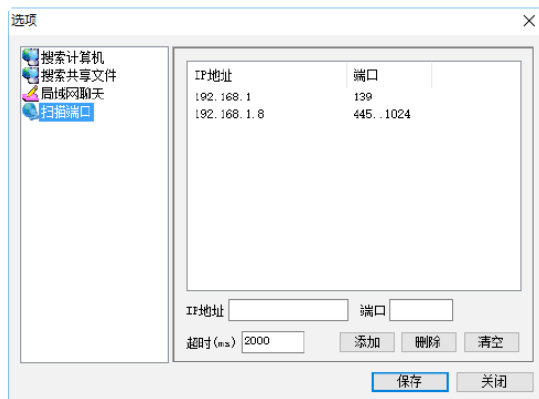 选项
搜索计算机
搜索共享文件
局域网聊天
扫描端口
IP地址 端口
192.168.1 139
192.168.1.8 445..1024
IP地址 端口
超时(ms) 2000 添加 删除 清空
保存 关闭